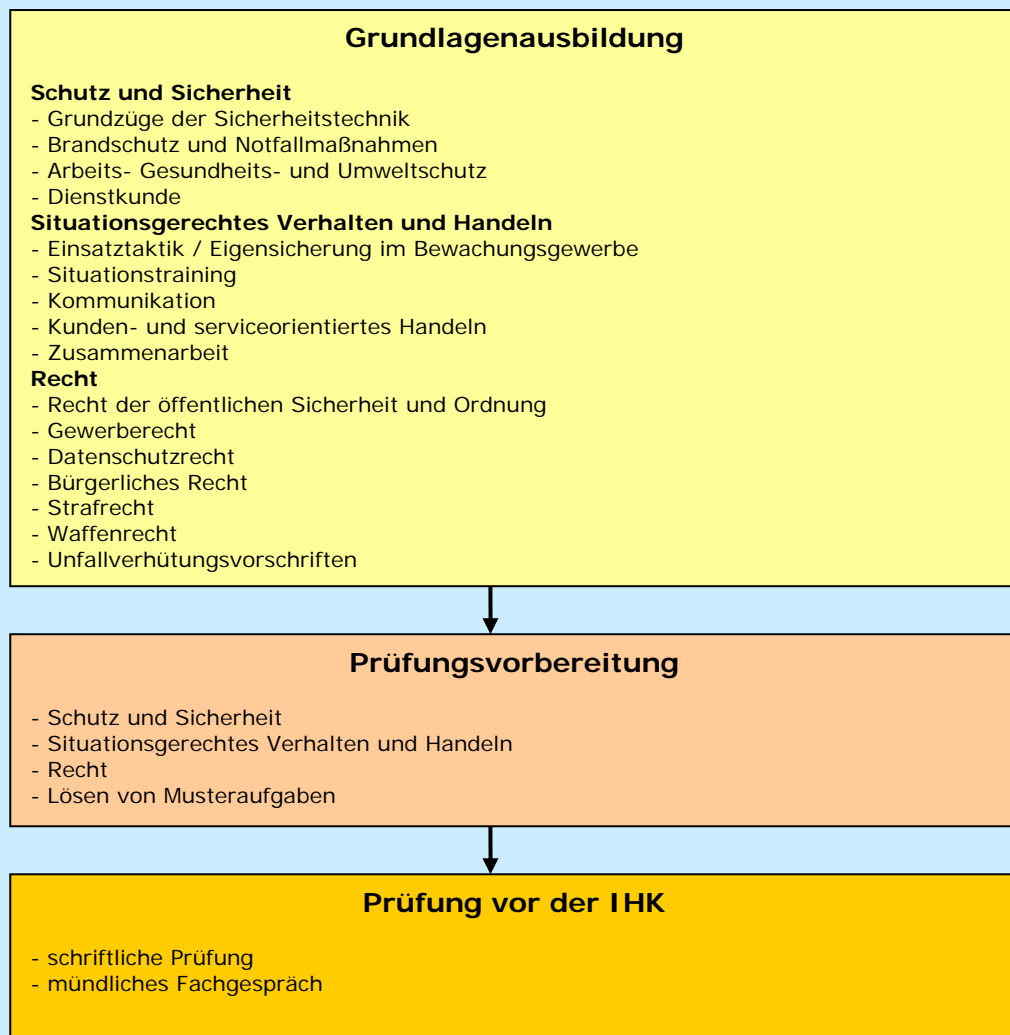 Grundlagenausbildung
Schutz und Sicherheit
- Grundzüge der Sicherheitstechnik
- Brandschutz und Notfallmaßnahmen
- Arbeits- Gesundheits- und Umweltschutz
- Dienstkunde
Situationsgerechtes Verhalten und Handeln
- Einsatztaktik / Eigensicherung im Bewachungsgewerbe
- Situationstraining
- Kommunikation
- Kunden- und serviceorientiertes Handeln
- Zusammenarbeit
Recht
- Recht der öffentlichen Sicherheit und Ordnung
- Gewerberecht
- Datenschutzrecht
- Bürgerliches Recht
- Strafrecht
- Waffenrecht
- Unfallverhütungsvorschriften
Prüfungsvorbereitung
- Schutz und Sicherheit
- Situationsgerechtes Verhalten und Handeln
- Recht
- Lösen von Musteraufgaben
Prüfung vor der IHK
- schriftliche Prüfung
- mündliches Fachgespräch